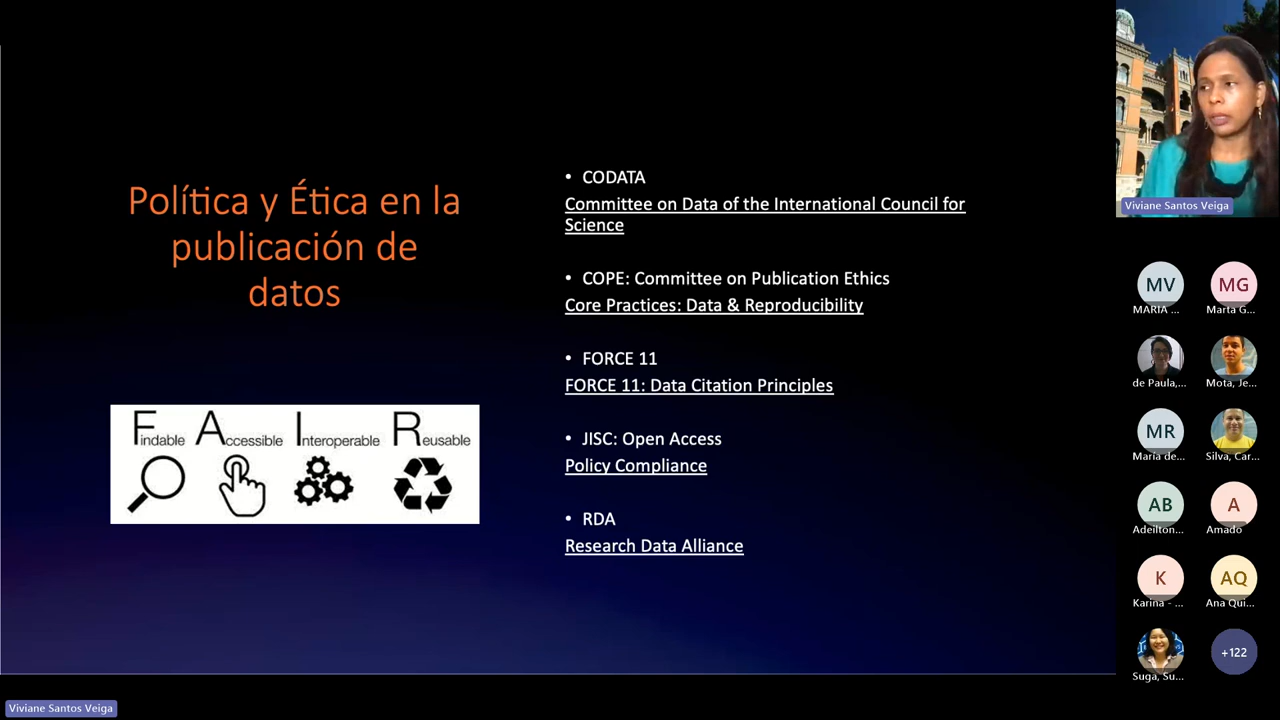 Política y Ética en la
publicación de
datos
Findable Accessible Interoperable Reusable
• CODATA
Committee on Data of the International Council for
Science
• COPE: Committee on Publication Ethics
Core Practices: Data & Reproducibility
• FORCE 11
FORCE 11: Data Citation Principles
• JISC: Open Access
Policy Compliance
• RDA
Research Data Alliance
Viviane Santos Veiga
MV MG
MARIA ... Marta G...
de Paula,... Mota, Je...
MR
Maria de... Silva, Car...
AB A
Adeilton... Amado
K AQ
Karina - ... Ana Qui...
+122
Suga, Su...
Viviane Santos Veiga